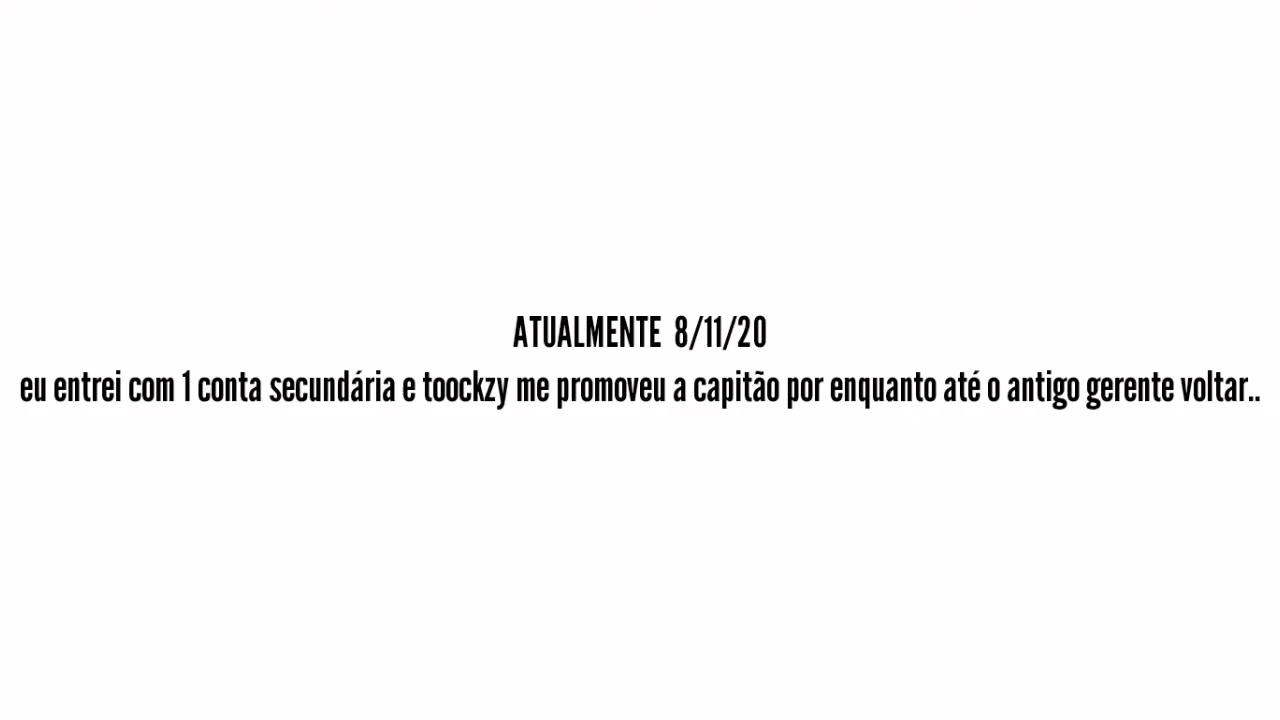 ATUALMENTE 8/11/20
eu entrei com 1 conta secundária e toockzy me promoveu a capitão por enquanto até o antigo gerente voltar..